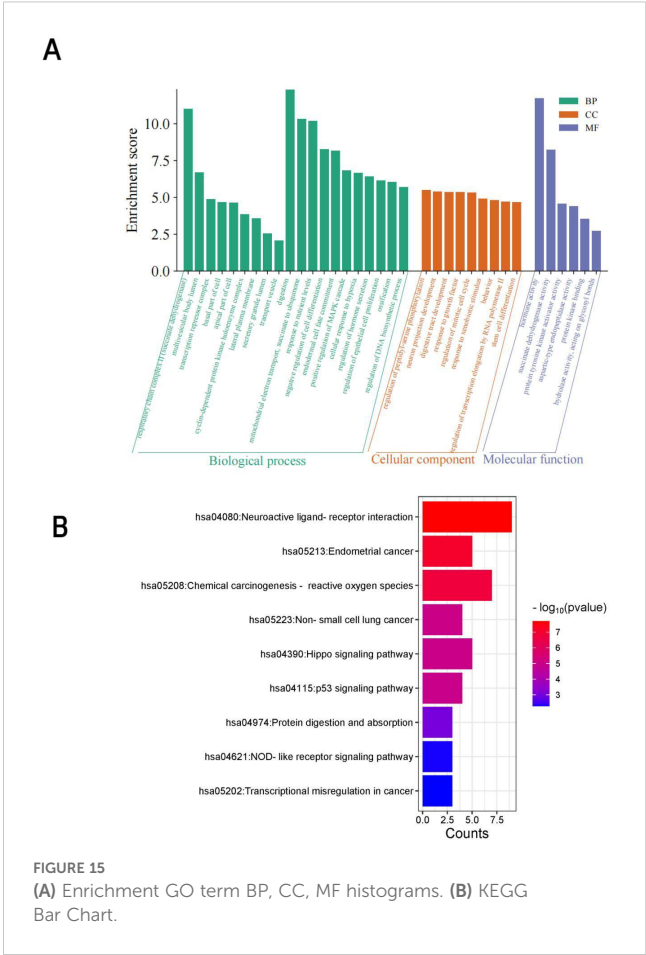 A
Enrichment score
10.0
7.5
5.0
2.5
0.0
BP
CC
MF
respiratory chain complex II (succinate dehydrogenase)
multivesicular body lumen
transcription repressor complex
basal part of cell
apical part of cell
cyclin-dependent protein kinase holoenzyme complex
lateral plasma membrane
secretory granule lumen
transport vesicle
digestion
mitochondrial electron transport, succinate to ubiquinone
response to nutrient levels
negative regulation of cell differentiation
endodermal cell fate commitment
positive regulation of MAPK cascade
cellular response to hypoxia
regulation of hormone secretion
regulation of epithelial cell proliferation
ossification
regulation of DNA biosynthetic process
regulation of peptidyl-serine phosphorylation
neuron projection development
digestive tract development
response to growth factor
regulation of mitotic cell cycle
response to xenobiotic stimulus
behavior
regulation of transcription elongation by RNA polymerase II
stem cell differentiation
hormone activity
succinate dehydrogenase activity
protein tyrosine kinase activator activity
aspartic-type endopeptidase activity
protein kinase binding
hydrolase activity, acting on glycosyl bonds
Biological process
Cellular component
Molecular function
B
hsa04080:Neuroactive ligand- receptor interaction
hsa05213:Endometrial cancer
hsa05208:Chemical carcinogenesis - reactive oxygen species
hsa05223:Non- small cell lung cancer
hsa04390:Hippo signaling pathway
hsa04115:p53 signaling pathway
hsa04974:Protein digestion and absorption
hsa04621:NOD- like receptor signaling pathway
hsa05202:Transcriptional misregulation in cancer
0.0 2.5 5.0 7.5
Counts
- log10(pvalue)
7
6
5
4
3
FIGURE 15
(A) Enrichment GO term BP, CC, MF histograms. (B) KEGG
Bar Chart.